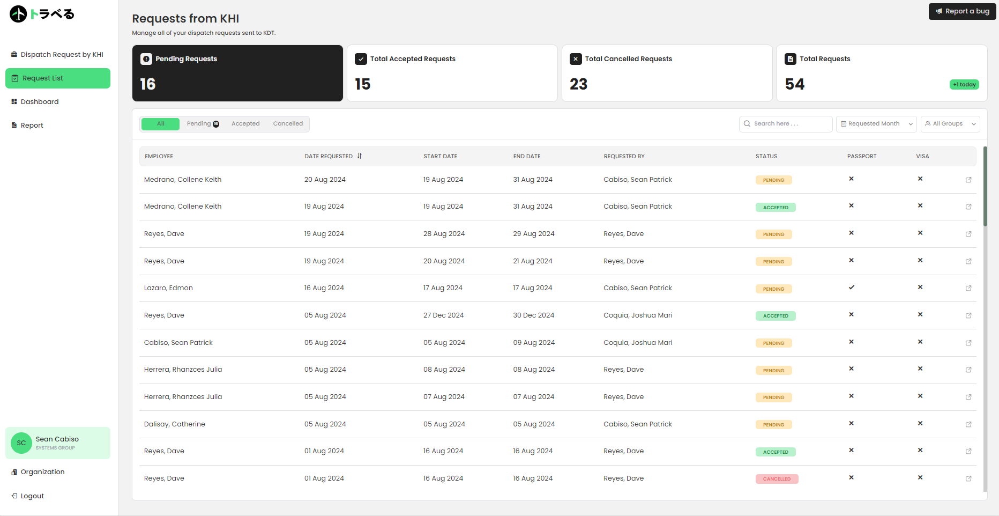 トラベる
Dispatch Request by KHI
Request List
Dashboard
Report
SC
Sean Cabiso
SYSTEMS GROUP
Organization
Logout
Report a bug
Requests from KHI
Manage all of your dispatch requests sent to KDT.
Pending Requests
16
Total Accepted Requests
15
Total Cancelled Requests
23
Total Requests
54
+1 today
All Pending 16 Accepted Cancelled
Search here . . .
Requested Month
All Groups
EMPLOYEE DATE REQUESTED START DATE END DATE REQUESTED BY STATUS PASSPORT VISA
Medrano, Collene Keith 20 Aug 2024 19 Aug 2024 31 Aug 2024 Cabiso, Sean Patrick PENDING
Medrano, Collene Keith 19 Aug 2024 19 Aug 2024 31 Aug 2024 Cabiso, Sean Patrick ACCEPTED
Reyes, Dave 19 Aug 2024 28 Aug 2024 29 Aug 2024 Reyes, Dave PENDING
Reyes, Dave 19 Aug 2024 20 Aug 2024 21 Aug 2024 Reyes, Dave PENDING
Lazaro, Edmon 16 Aug 2024 17 Aug 2024 17 Aug 2024 Cabiso, Sean Patrick PENDING
Reyes, Dave 05 Aug 2024 27 Dec 2024 30 Dec 2024 Coquia, Joshua Mari ACCEPTED
Cabiso, Sean Patrick 05 Aug 2024 05 Aug 2024 09 Aug 2024 Coquia, Joshua Mari PENDING
Herrera, Rhanzces Julia 05 Aug 2024 08 Aug 2024 08 Aug 2024 Reyes, Dave PENDING
Herrera, Rhanzces Julia 05 Aug 2024 07 Aug 2024 07 Aug 2024 Reyes, Dave PENDING
Dalisay, Catherine 05 Aug 2024 05 Aug 2024 05 Aug 2024 Cabiso, Sean Patrick PENDING
Reyes, Dave 01 Aug 2024 16 Aug 2024 16 Aug 2024 Reyes, Dave ACCEPTED
Reyes, Dave 01 Aug 2024 16 Aug 2024 16 Aug 2024 Reyes, Dave CANCELLED